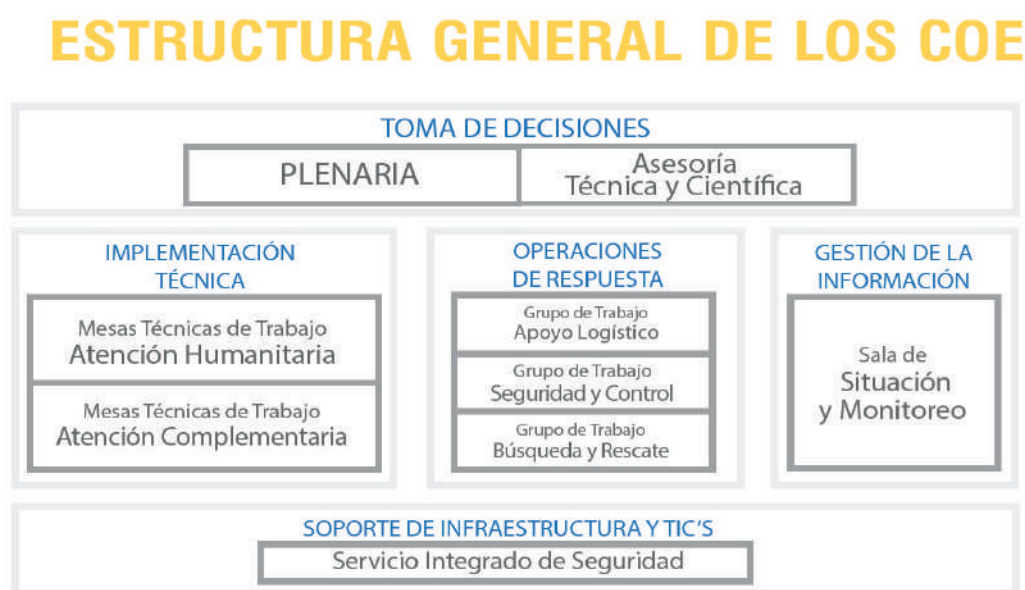 ESTRUCTURA GENERAL DE LOS COE
TOMA DE DECISIONES
PLENARIA
Asesoría
Técnica y Científica
IMPLEMENTACIÓN
TÉCNICA
Mesas Técnicas de Trabajo
Atención Humanitaria
Mesas Técnicas de Trabajo
Atención Complementaria
OPERACIONES
DE RESPUESTA
Grupo de Trabajo
Apoyo Logístico
Grupo de Trabajo
Seguridad y Control
Grupo de Trabajo
Búsqueda y Rescate
GESTIÓN DE LA
INFORMACIÓN
Sala de
Situación
y Monitoreo
SOPORTE DE INFRAESTRUCTURA Y TIC'S
Servicio Integrado de Seguridad